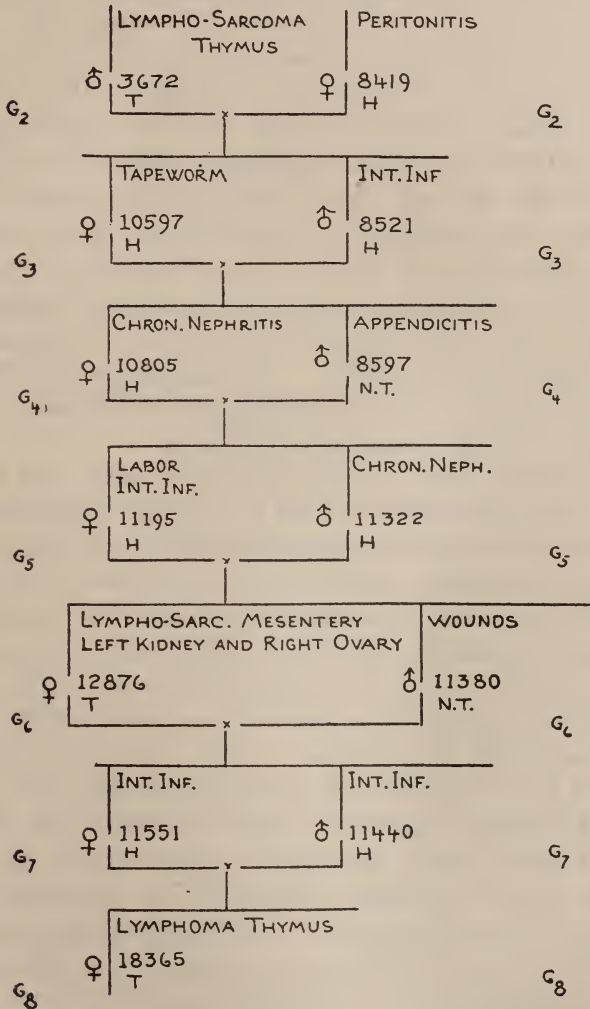 LYMPHO-SARCOMA THYMUS PERITONITIS
♂ 3672 ♀ 8419
T H
G2 G2
TAPEWORM INT. INF
♀ 10597 ♂ 8521
H H
G3 G3
CHRON. NEPHRITIS APPENDICITIS
♀ 10805 ♂ 8597
H N.T.
G4, G4
LABOR CHRON. NEPH.
INT. INF.
♀ 11195 ♂ 11322
H H
G5 G5
LYMPHO-SARC. MESENTERY WOUNDS
LEFT KIDNEY AND RIGHT OVARY
♀ 12876 ♂ 11380
T N.T.
G6 G6
INT. INF. INT. INF.
♀ 11551 ♂ 11440
H H
G7 G7
LYMPHOMA THYMUS
♀ 18365
T
G8 G8